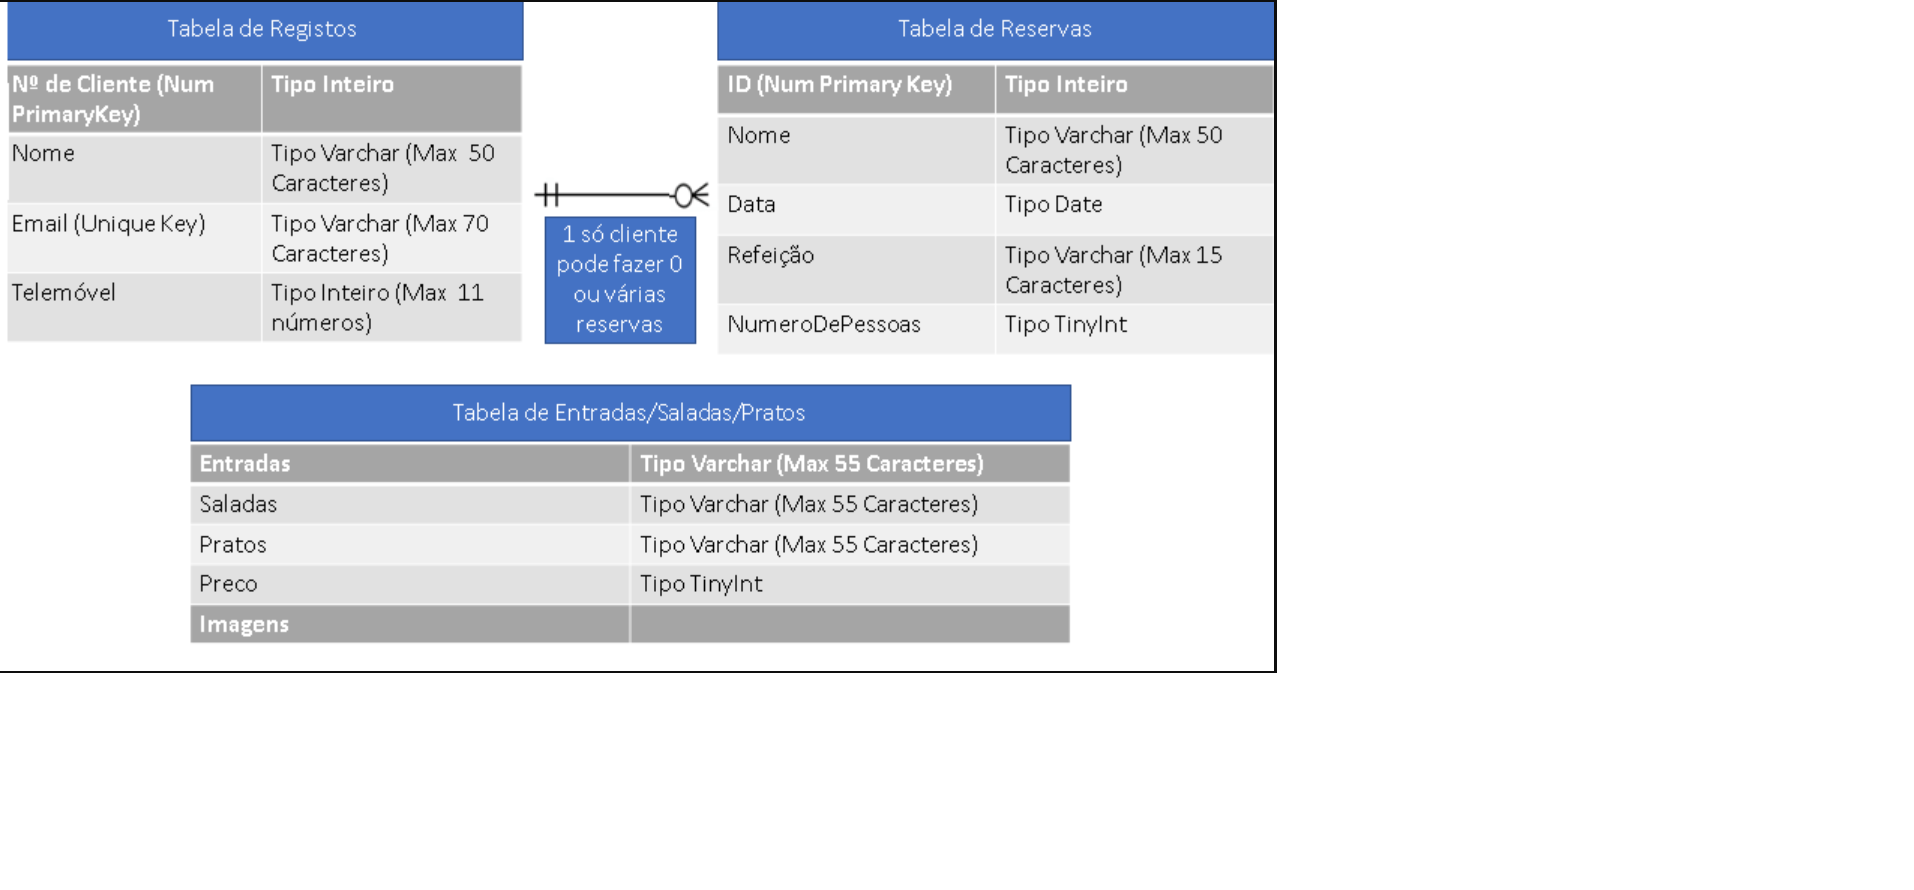 Tabela de Registos
Nº de Cliente (Num
PrimaryKey)
Tipo Inteiro
Nome
Tipo Varchar (Max  50
Caracteres)
Email (Unique Key)
Tipo Varchar (Max 70
Caracteres)
Telemóvel
Tipo Inteiro (Max  11
números)
1 só cliente
pode fazer 0
ou várias
reservas
Tabela de Reservas
ID (Num Primary Key)
Tipo Inteiro
Nome
Tipo Varchar (Max 50
Caracteres)
Data
Tipo Date
Refeição
Tipo Varchar (Max 15
Caracteres)
NumeroDePessoas
Tipo TinyInt
Tabela de Entradas/Saladas/Pratos
Entradas
Tipo Varchar (Max 55 Caracteres)
Saladas
Tipo Varchar (Max 55 Caracteres)
Pratos
Tipo Varchar (Max 55 Caracteres)
Preco
Tipo TinyInt
Imagens